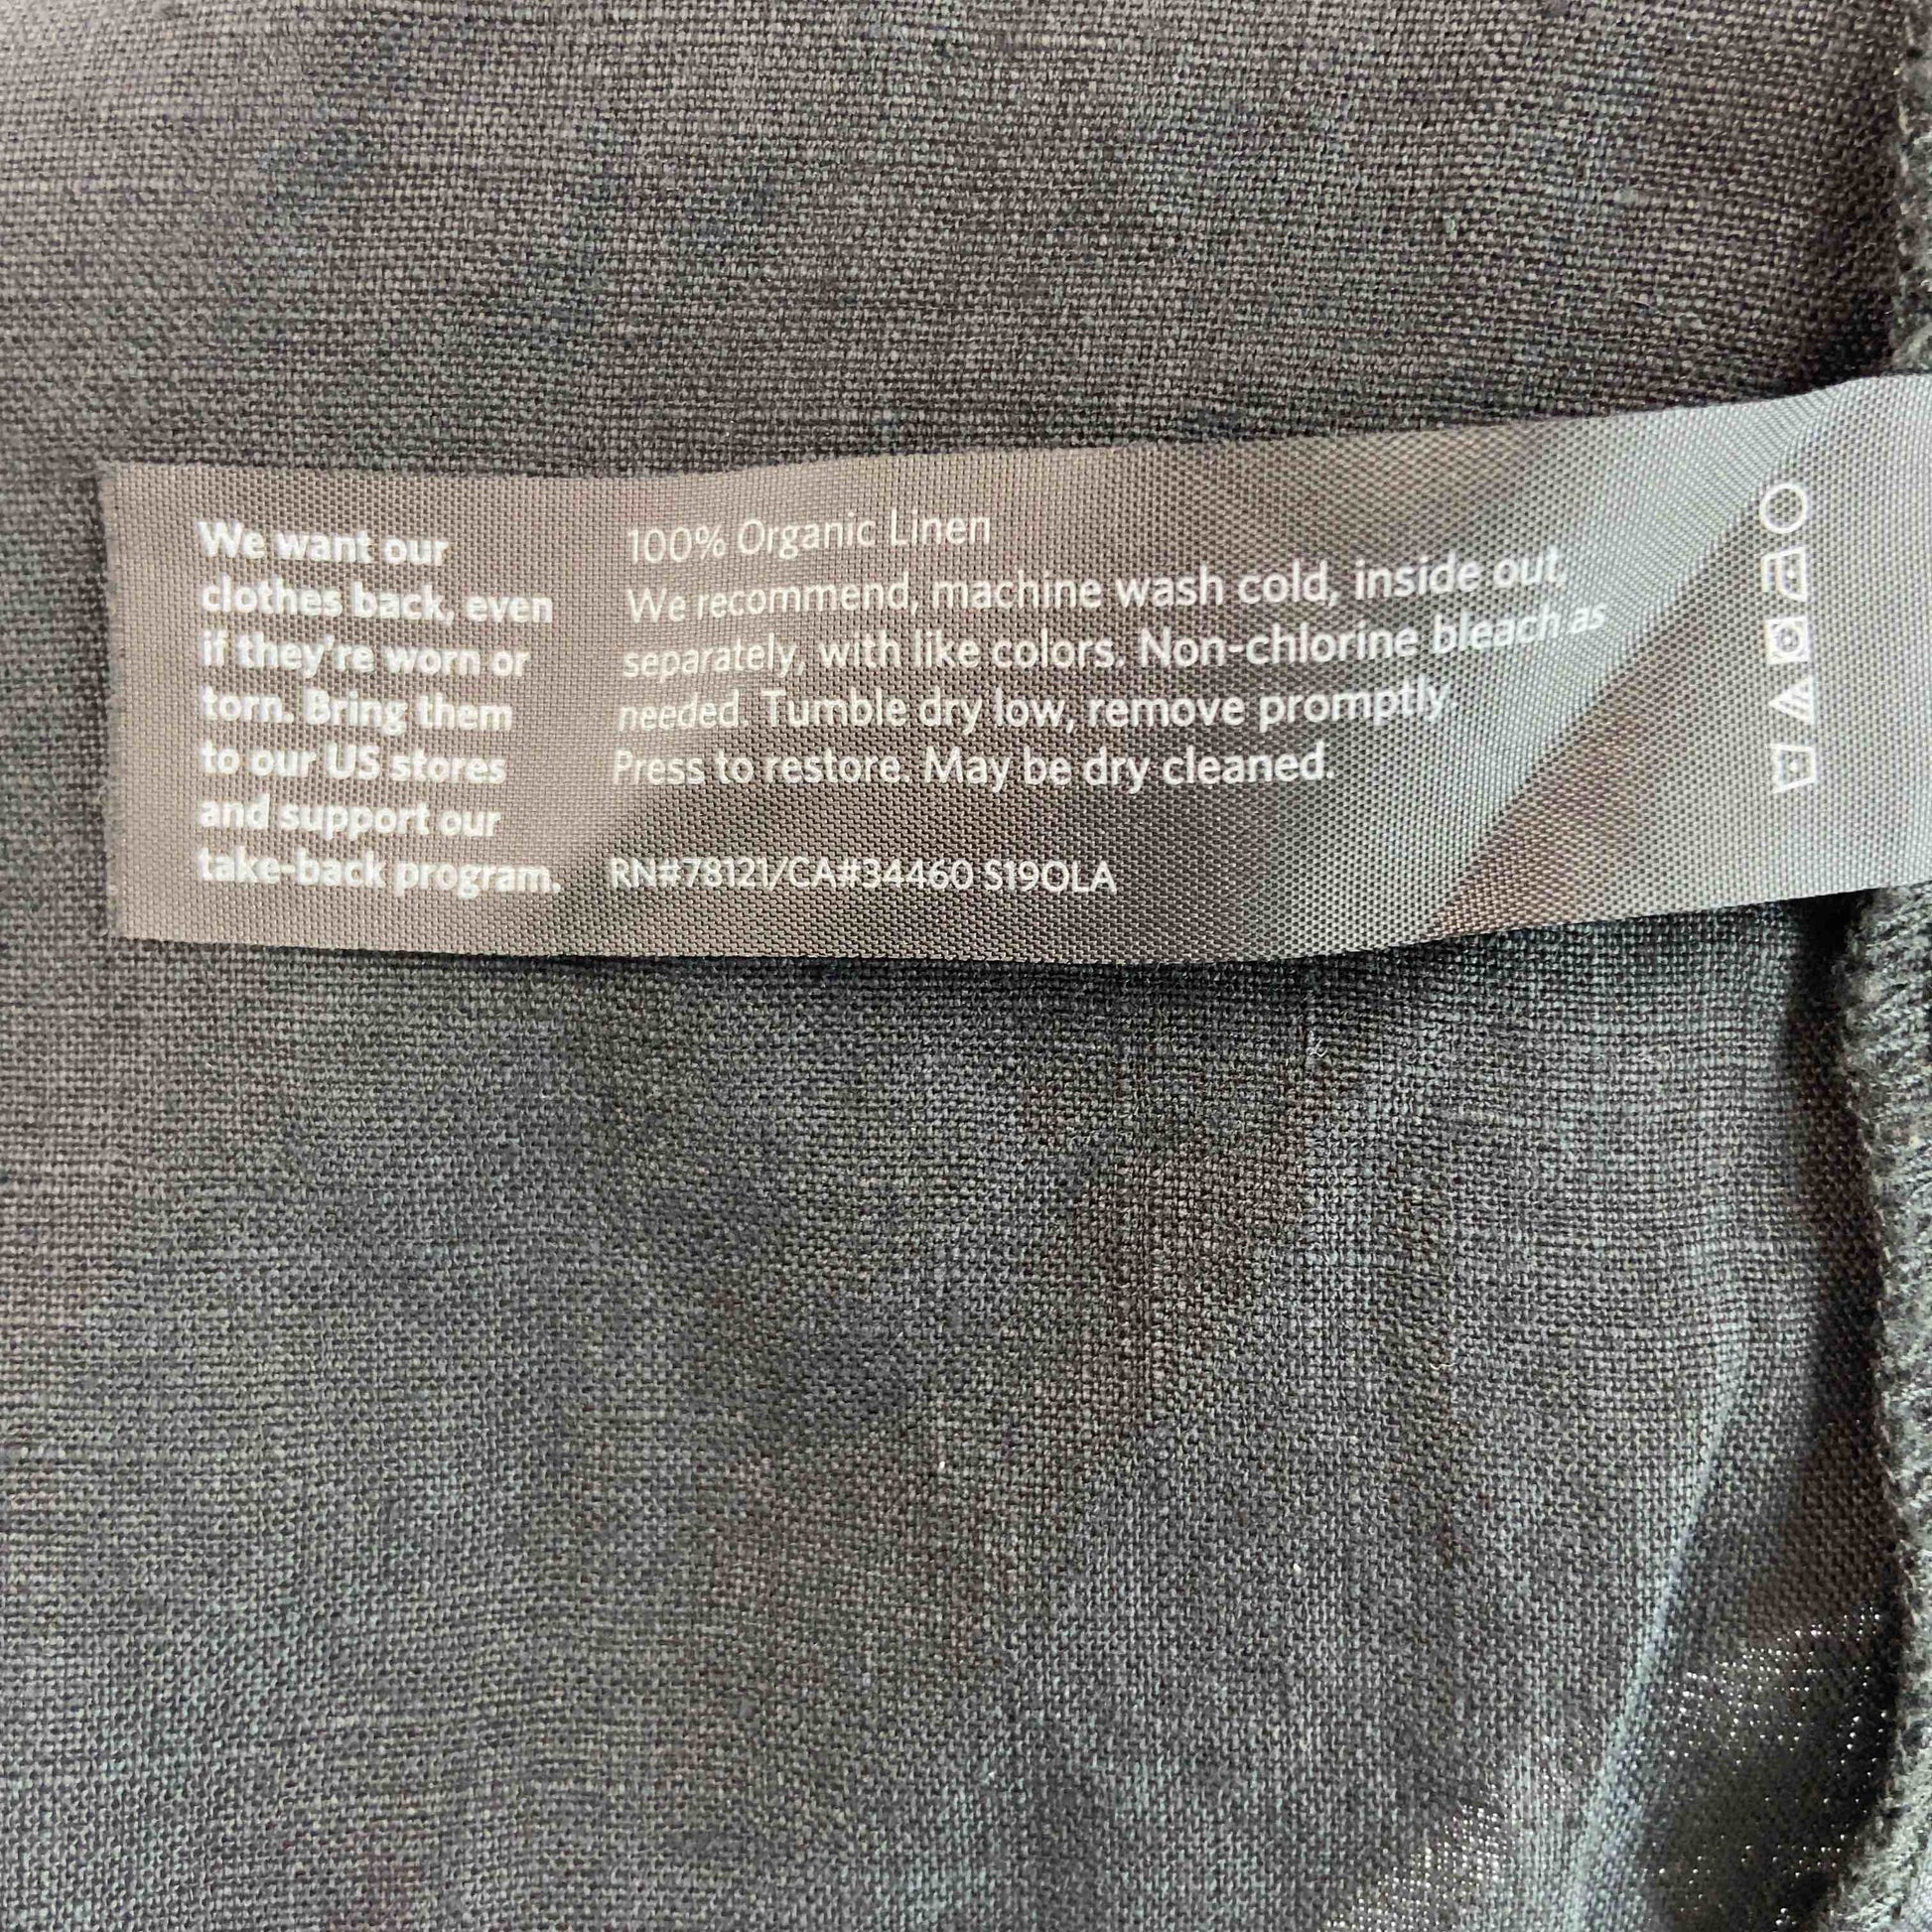 We want our
clothes back, even
if they're worn or
torn. Bring them
to our US stores
and support our
take-back program.
100% Organic Linen
We recommend, machine wash cold, inside out,
separately, with like colors. Non-chlorine bleach as
needed. Tumble dry low, remove promptly.
Press to restore. May be dry cleaned.
RN#78121/CA#34460 S19OLA